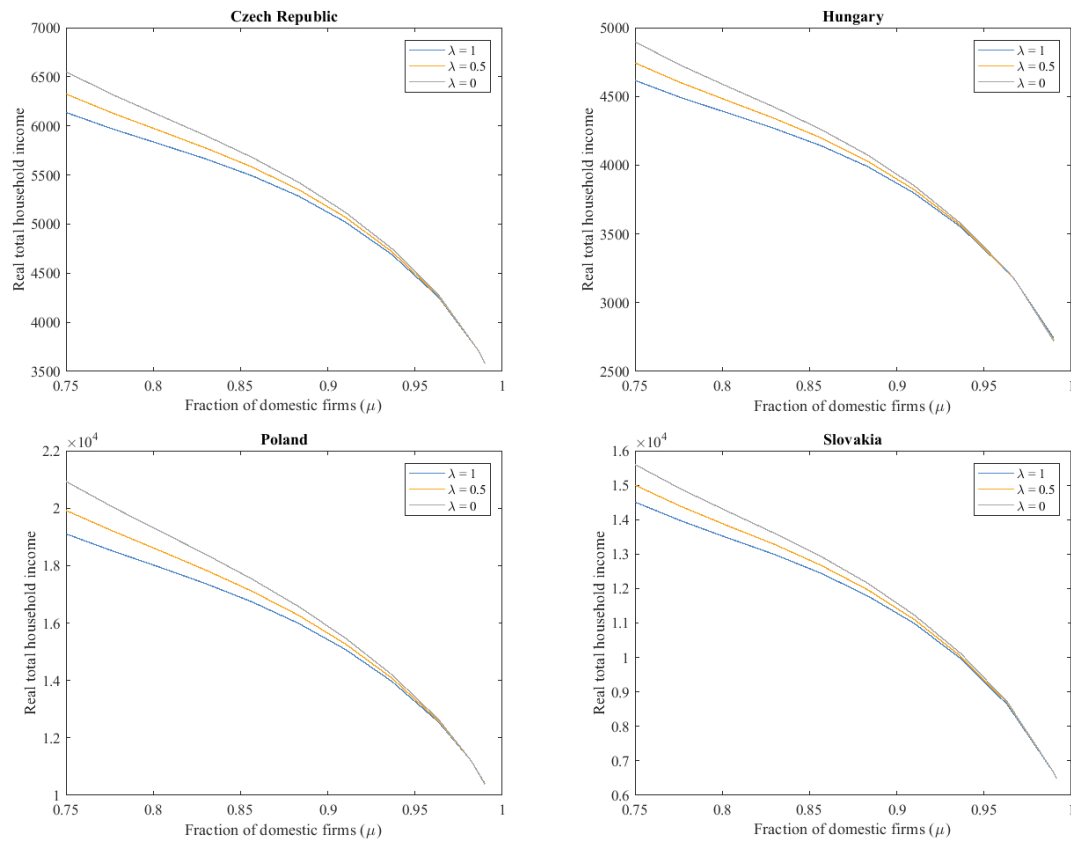 Czech Republic
7000
6500
6000
5500
5000
4500
4000
3500
Real total household income
λ = 1
λ = 0.5
λ = 0
0.75
0.8
0.85
0.9
0.95
1
Fraction of domestic firms (μ)
Hungary
5000
4500
4000
3500
3000
2500
Real total household income
λ = 1
λ = 0.5
λ = 0
0.75
0.8
0.85
0.9
0.95
1
Fraction of domestic firms (μ)
Poland
×10⁴
2.2
2
1.8
1.6
1.4
1.2
1
Real total household income
λ = 1
λ = 0.5
λ = 0
0.75
0.8
0.85
0.9
0.95
1
Fraction of domestic firms (μ)
Slovakia
×10⁴
1.6
1.5
1.4
1.3
1.2
1.1
1
0.9
0.8
0.7
0.6
Real total household income
λ = 1
λ = 0.5
λ = 0
0.75
0.8
0.85
0.9
0.95
1
Fraction of domestic firms (μ)